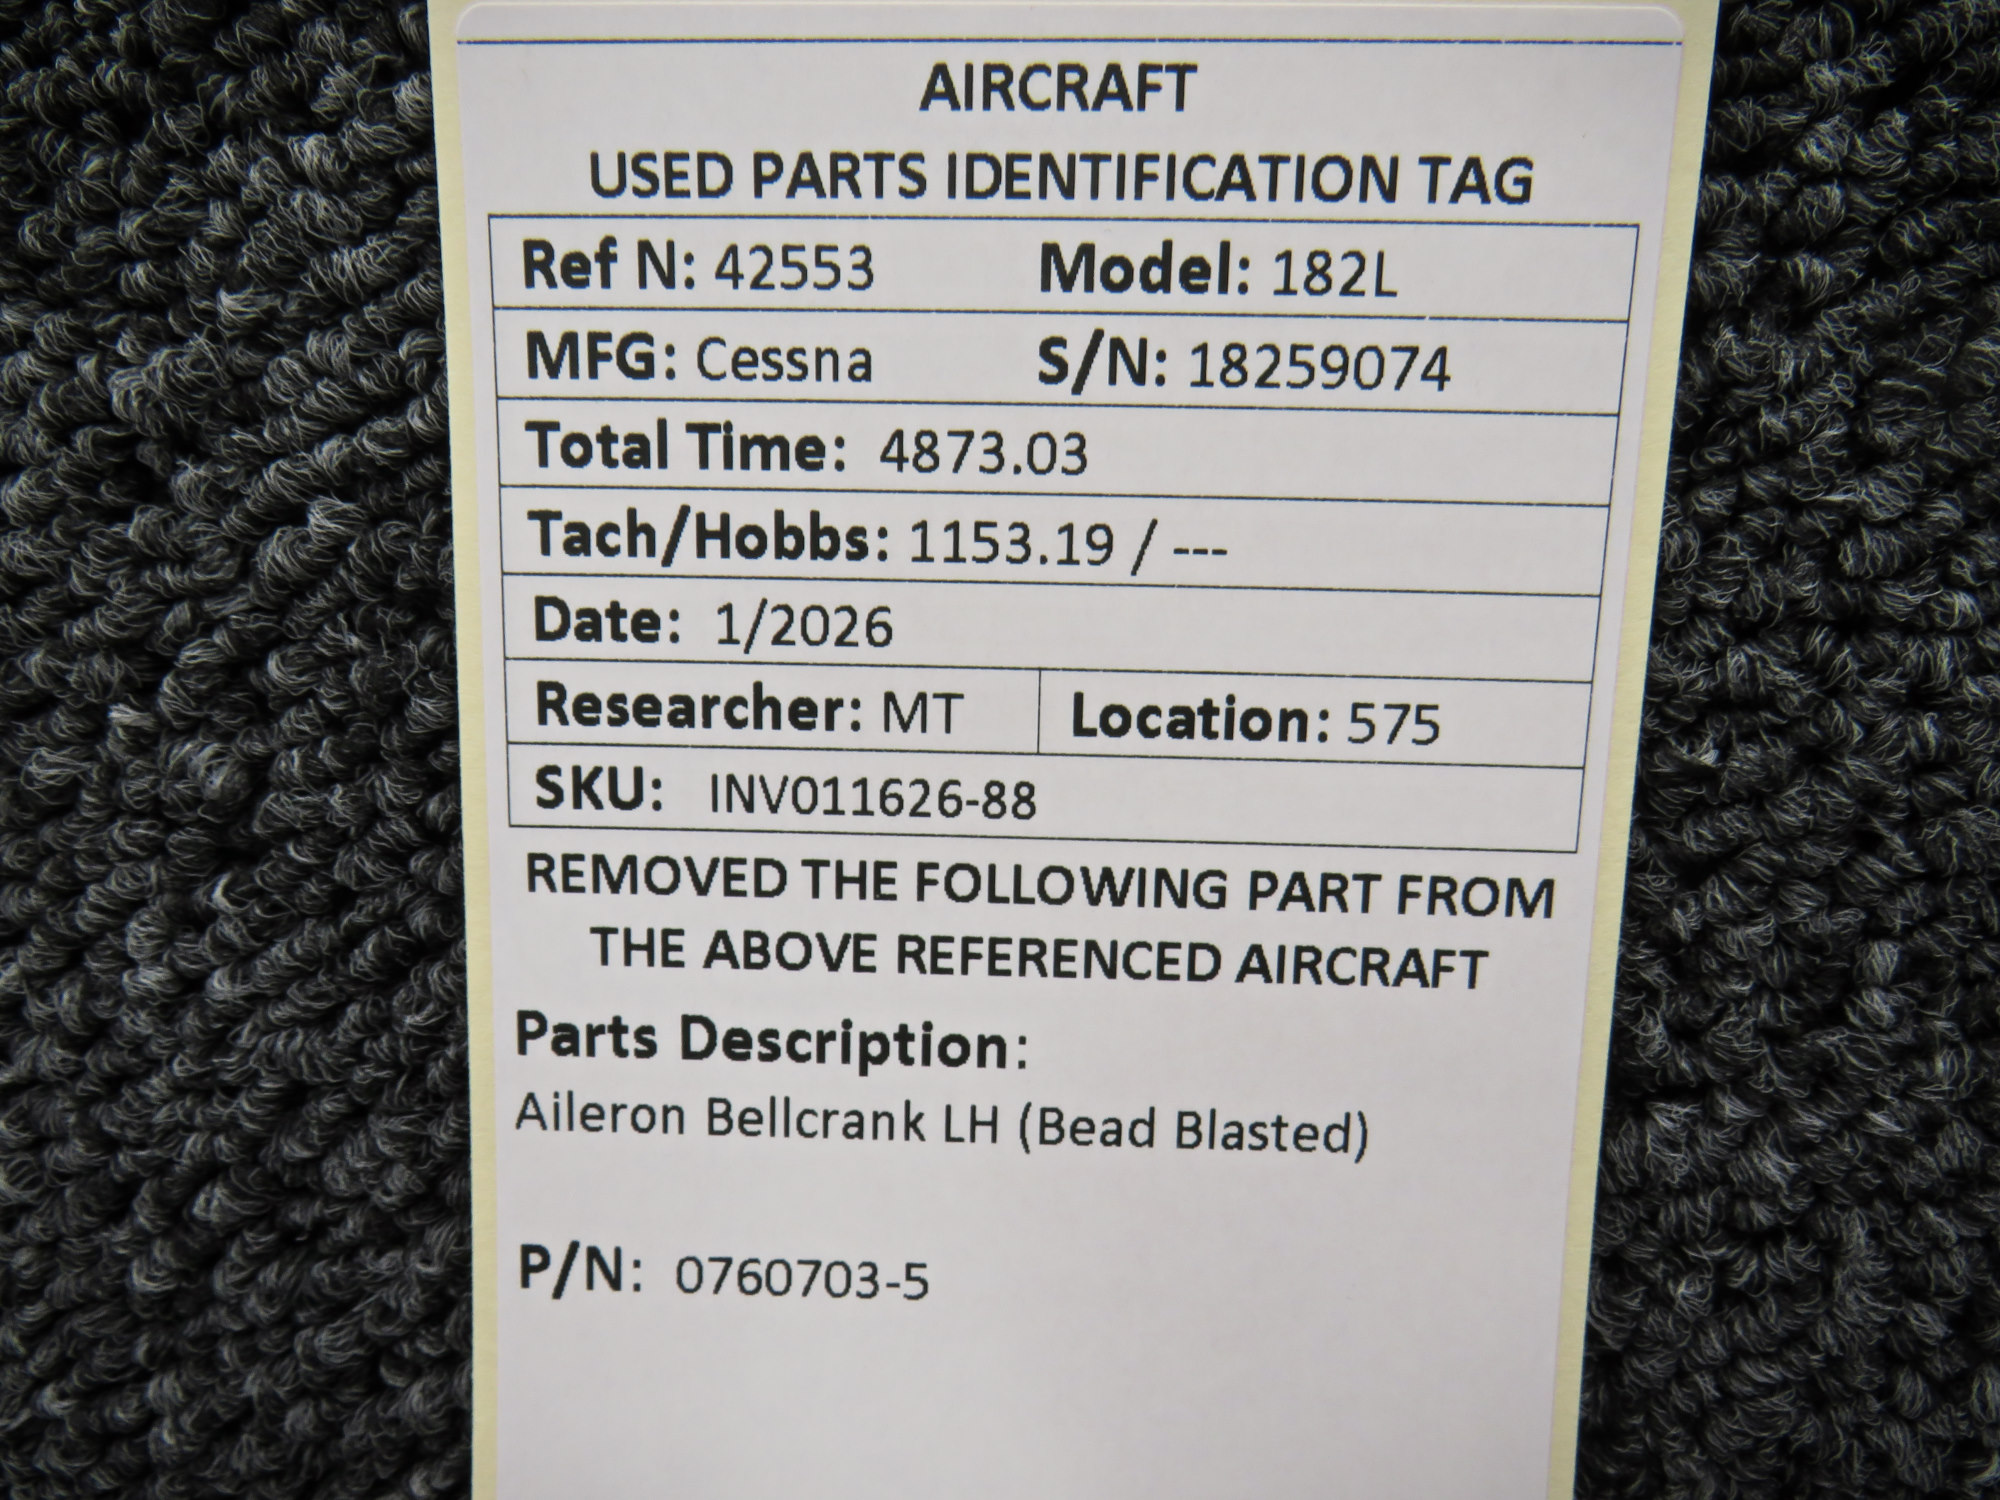 AIRCRAFT
USED PARTS IDENTIFICATION TAG
Ref N: 42553 Model: 182L
MFG: Cessna S/N: 18259074
Total Time: 4873.03
Tach/Hobbs: 1153.19 / ---
Date: 1/2026
Researcher: MT Location: 575
SKU: INV011626-88
REMOVED THE FOLLOWING PART FROM
THE ABOVE REFERENCED AIRCRAFT
Parts Description:
Aileron Bellcrank LH (Bead Blasted)
P/N: 0760703-5